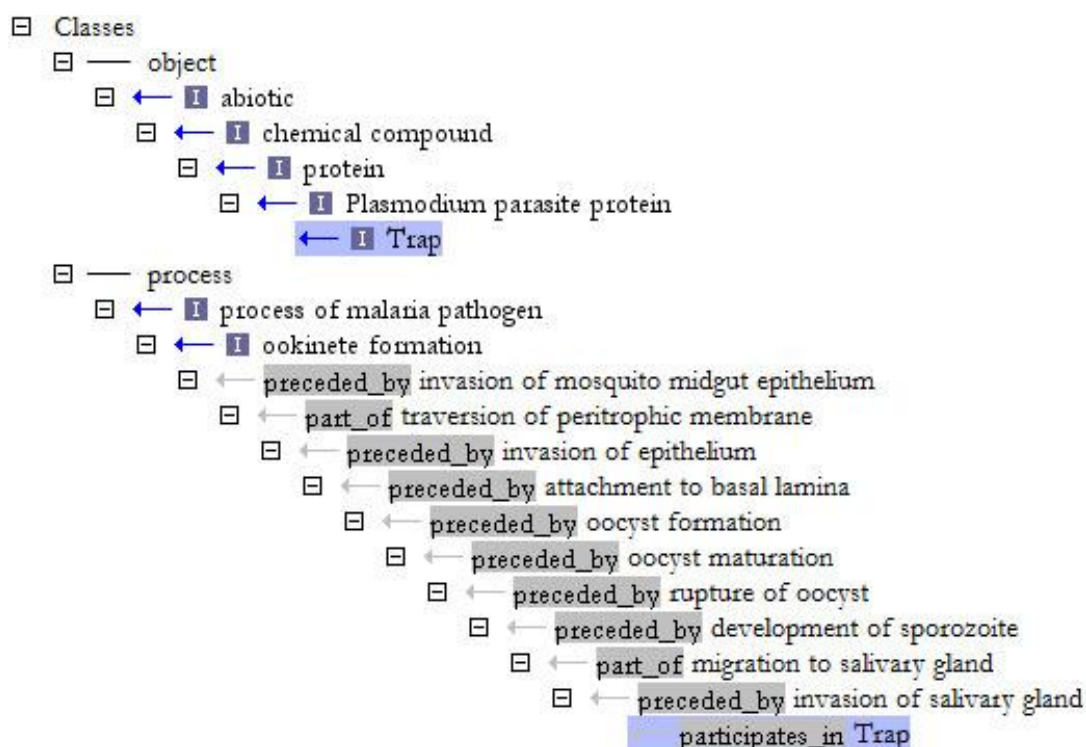 Classes
object
I abiotic
I chemical compound
I protein
I Plasmodium parasite protein
I Trap
process
I process of malaria pathogen
I ookinete formation
preceded_by invasion of mosquito midgut epithelium
part_of traversion of peritrophic membrane
preceded_by invasion of epithelium
preceded_by attachment to basal lamina
preceded_by oocyst formation
preceded_by oocyst maturation
preceded_by rupture of oocyst
preceded_by development of sporozoite
part_of migration to salivary gland
preceded_by invasion of salivary gland
participates_in Trap